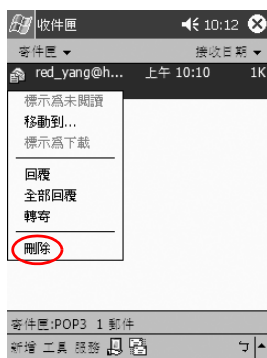 收件匣 10:12
寄件匣 接收日期
red_yang@h... 上午 10:10 1K
標示爲未閱讀
移動到...
標示爲下載
回覆
全部回覆
轉寄
刪除
寄件匣:POP3 1 郵件
新增 工具 服務 ㄅ